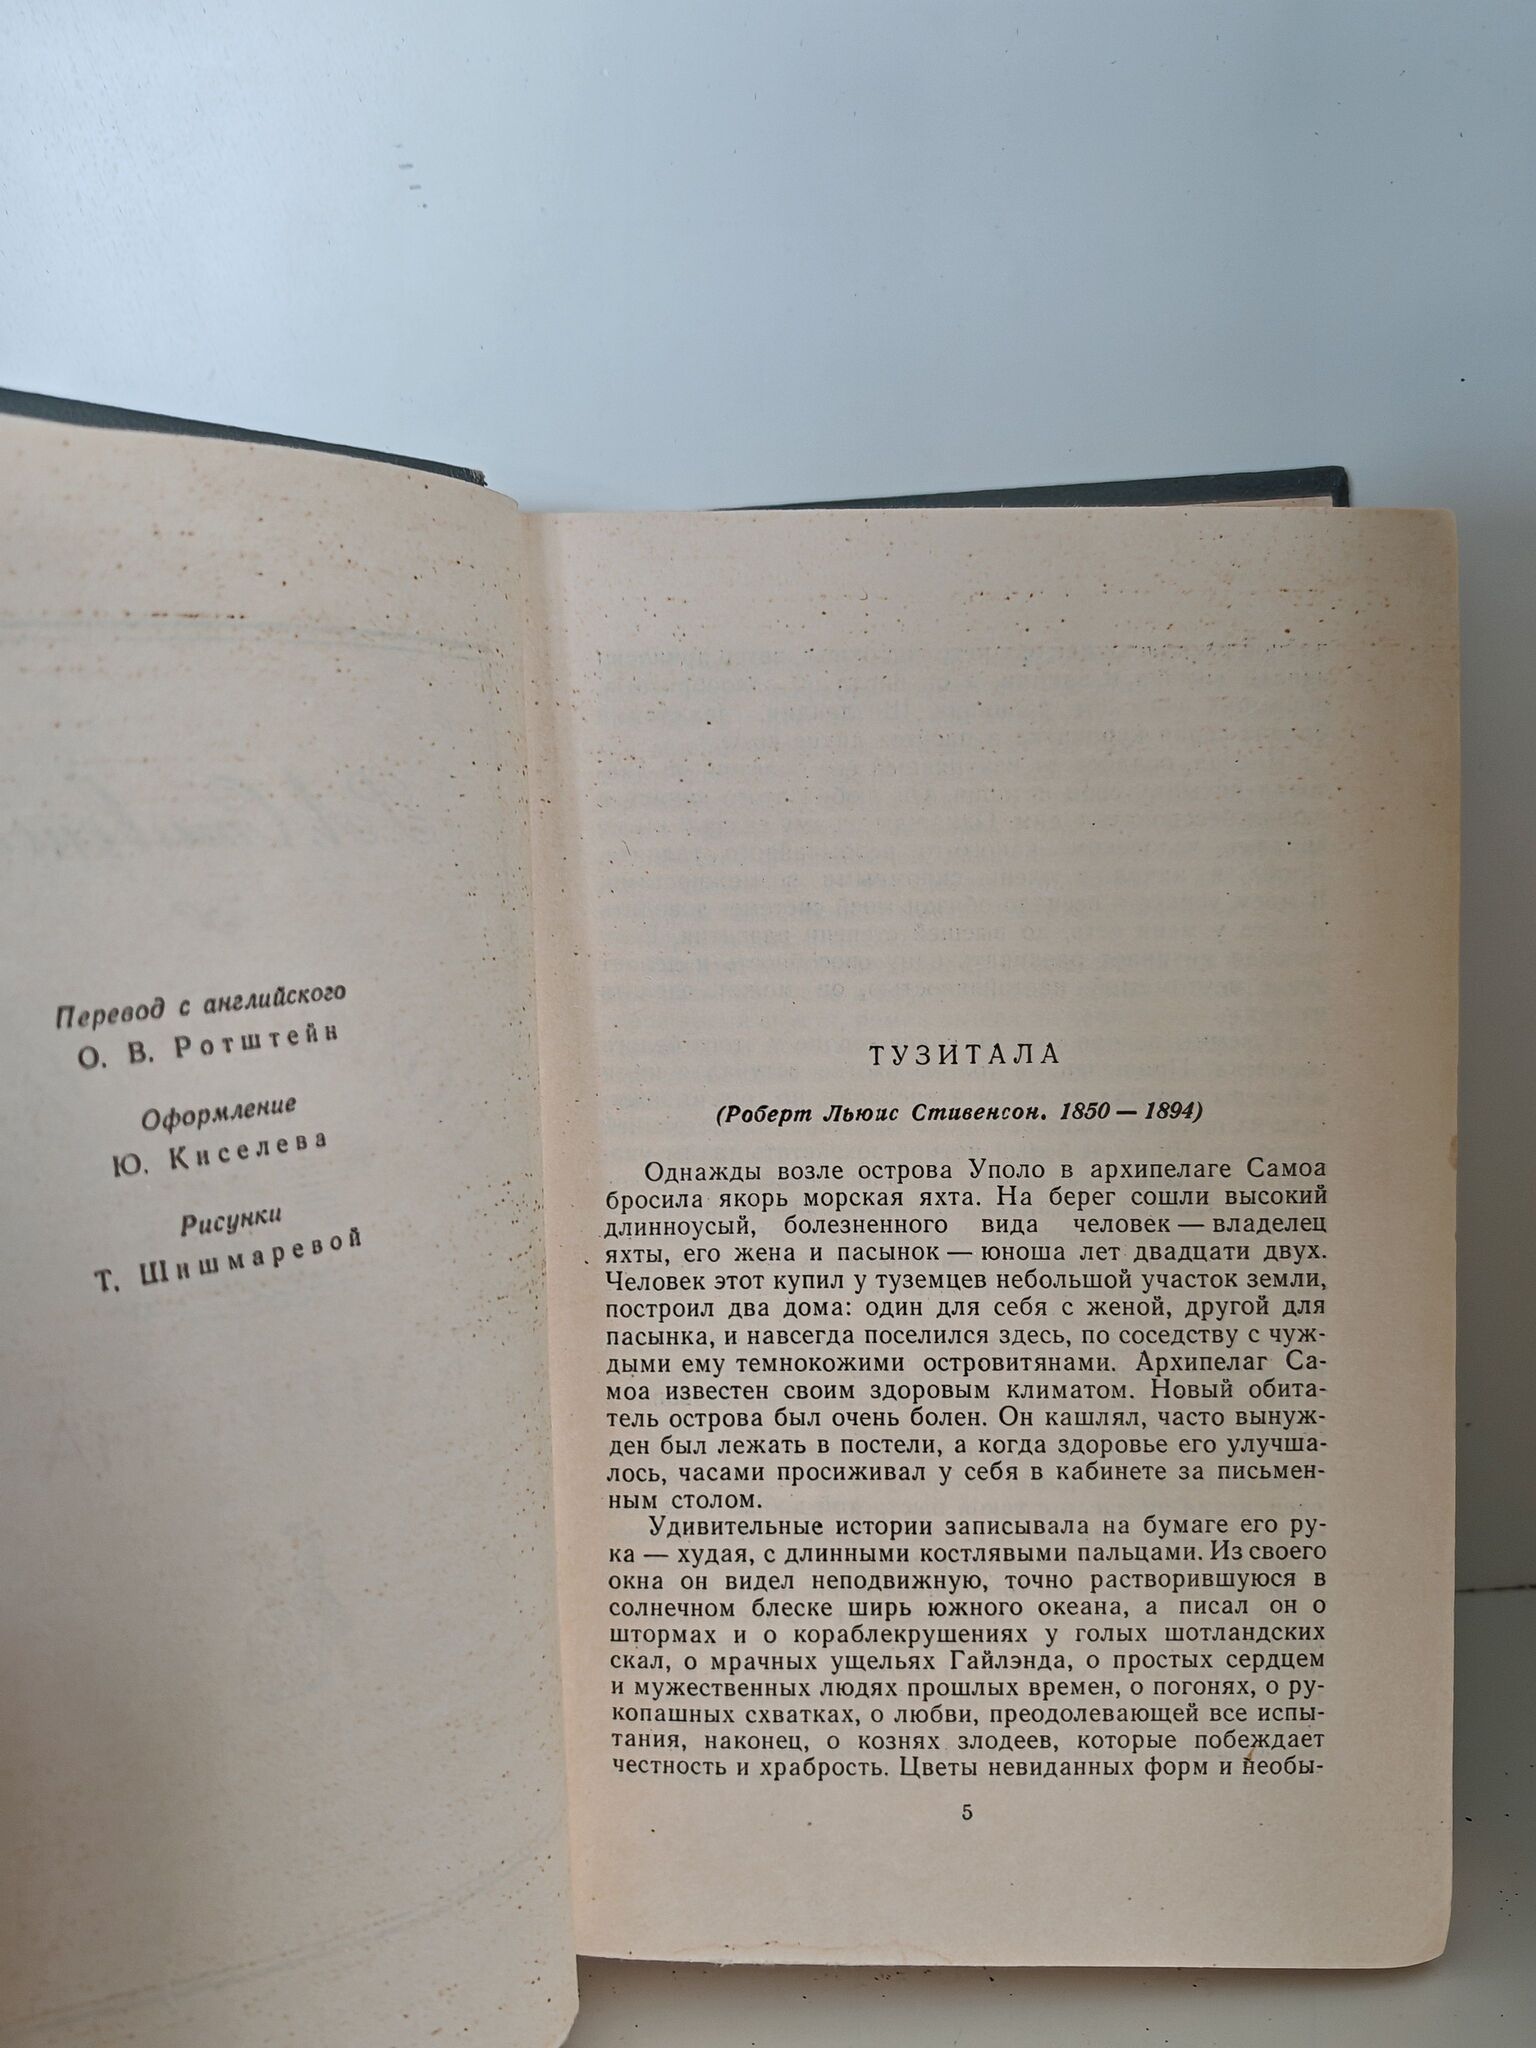 Перевод с английского
О. В. Ротштейн
Оформление
Ю. Киселева
Рисунки
Т. Шишмаревой
ТУЗИТАЛА
(Роберт Льюис Стивенсон. 1850 — 1894)
Однажды возле острова Уполо в архипелаге Самоа
бросила якорь морская яхта. На берег сошли высокий
длинноусый, болезненного вида человек — владелец
яхты, его жена и пасынок — юноша лет двадцати двух.
Человек этот купил у туземцев небольшой участок земли,
построил два дома: один для себя с женой, другой для
пасынка, и навсегда поселился здесь, по соседству с чуж-
дыми ему темнокожими островитянами. Архипелаг Са-
моа известен своим здоровым климатом. Новый обита-
тель острова был очень болен. Он кашлял, часто вынуж-
ден был лежать в постели, а когда здоровье его улучша-
лось, часами просиживал у себя в кабинете за письмен-
ным столом.
Удивительные истории записывала на бумаге его ру-
ка — худая, с длинными костлявыми пальцами. Из своего
окна он видел неподвижную, точно растворившуюся в
солнечном блеске ширь южного океана, а писал он о
штормах и о кораблекрушениях у голых шотландских
скал, о мрачных ущельях Гайлэнда, о простых сердцем
и мужественных людях прошлых времен, о погонях, о ру-
копашных схватках, о любви, преодолевающей все испы-
тания, наконец, о кознях злодеев, которые побеждает
честность и храбрость. Цветы невиданных форм и необы-
5